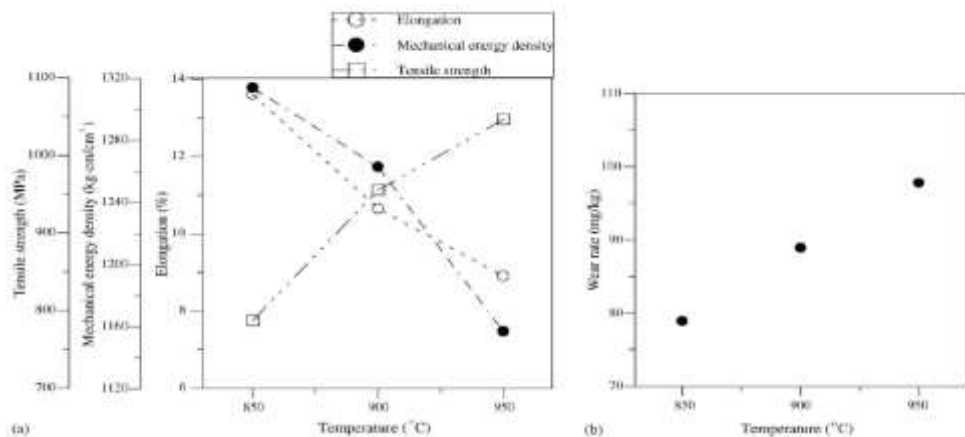 Elongation
Mechanical energy density
Tensile strength
1100
1000
900
800
700
Tensile strength (MPa)
1320
1280
1240
1200
1160
1120
Mechanical energy density (kg-cm/cm³)
14
12
10
8
6
Elongation (%)
850
900
950
Temperature (°C)
(a)
110
100
90
80
70
Wear rate (mg/kg)
850
900
950
Temperature (°C)
(b)